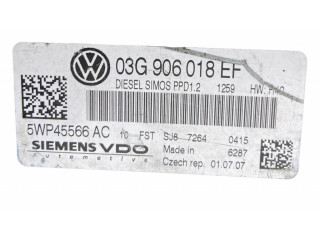 03G 906 018 EF
DIESEL SIMOS PPD1.2 1259 HW:
5WP45566 AC 10 FST SJ8 7264 0415
SIEMENS VDO Made in 6287
automotive Czech rep. 01.07.07